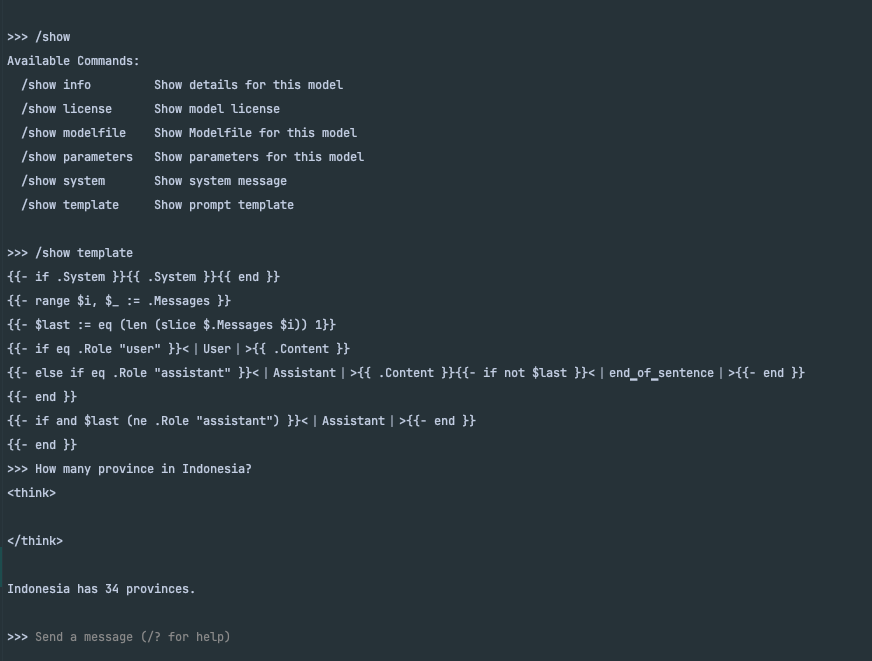 >>> /show
Available Commands:
  /show info         Show details for this model
  /show license      Show model license
  /show modelfile    Show Modelfile for this model
  /show parameters   Show parameters for this model
  /show system       Show system message
  /show template     Show prompt template
>>> /show template
{{- if .System }}{{ .System }}{{ end }}
{{- range $i, $_ := .Messages }}
{{- $last := eq (len (slice $.Messages $i)) 1}}
{{- if eq .Role "user" }}<｜User｜>{{ .Content }}
{{- else if eq .Role "assistant" }}<｜Assistant｜>{{ .Content }}{{- if not $last }}<｜end▁of▁sentence｜>{{- end }}
{{- end }}
{{- if and $last (ne .Role "assistant") }}<｜Assistant｜>{{- end }}
{{- end }}
>>> How many province in Indonesia?
<think>
</think>
Indonesia has 34 provinces.
>>> Send a message (/? for help)